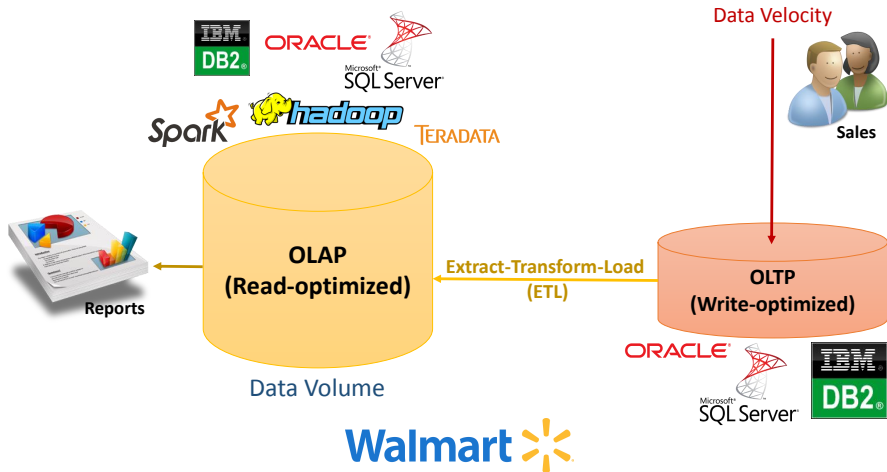 Data Velocity
IBM
DB2®
ORACLE®
Microsoft®
SQL Server®
Spark
hadoop
TERADATA
Sales
OLAP
(Read-optimized)
Extract-Transform-Load
(ETL)
OLTP
(Write-optimized)
Reports
Data Volume
ORACLE®
Microsoft®
SQL Server®
IBM
DB2®
Walmart